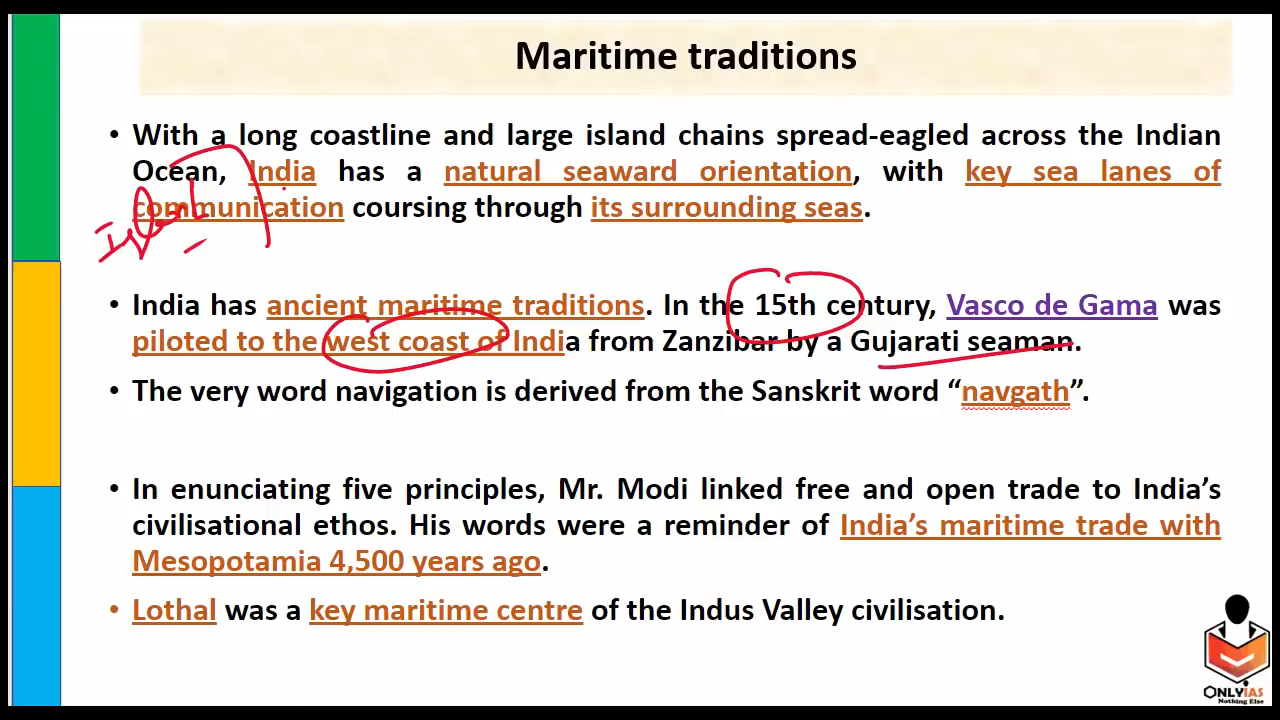 Maritime traditions
• With a long coastline and large island chains spread-eagled across the Indian
Ocean, India has a natural seaward orientation, with key sea lanes of
communication coursing through its surrounding seas.
• India has ancient maritime traditions. In the 15th century, Vasco de Gama was
piloted to the west coast of India from Zanzibar by a Gujarati seaman.
• The very word navigation is derived from the Sanskrit word “navgath”.
• In enunciating five principles, Mr. Modi linked free and open trade to India’s
civilisational ethos. His words were a reminder of India’s maritime trade with
Mesopotamia 4,500 years ago.
• Lothal was a key maritime centre of the Indus Valley civilisation.
ONLYIAS
Nothing Else